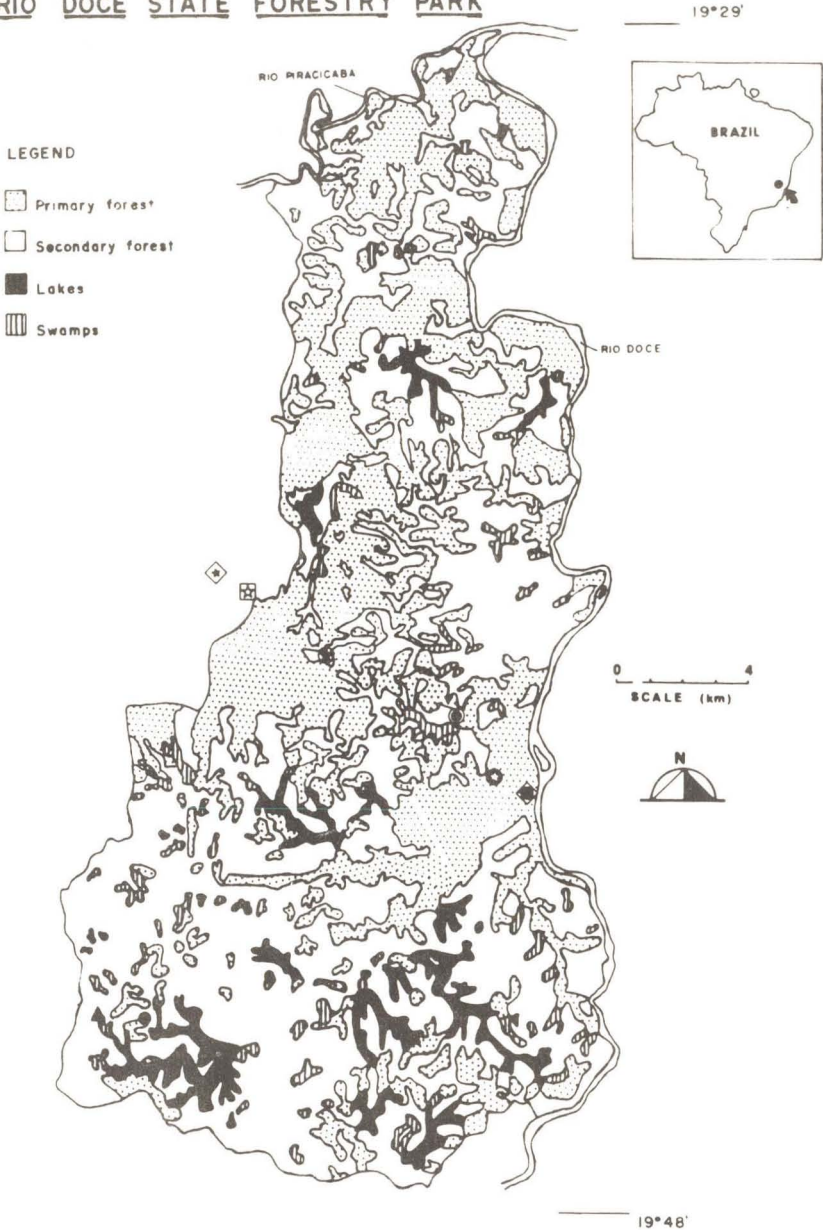 RIO DOCE STATE FORESTRY PARK
19°29'
RIO PIRACICABA
BRAZIL
LEGEND
Primary forest
Secondary forest
Lakes
Swamps
RIO DOCE
0 4
SCALE (km)
N
19°48'